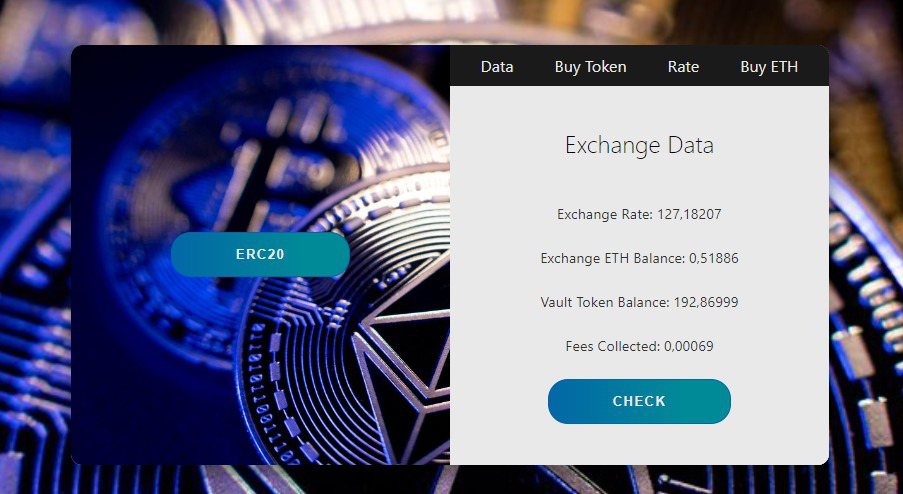 Data Buy Token Rate Buy ETH
Exchange Data
ERC20
Exchange Rate: 127,18207
Exchange ETH Balance: 0,51886
Vault Token Balance: 192,86999
Fees Collected: 0,00069
CHECK